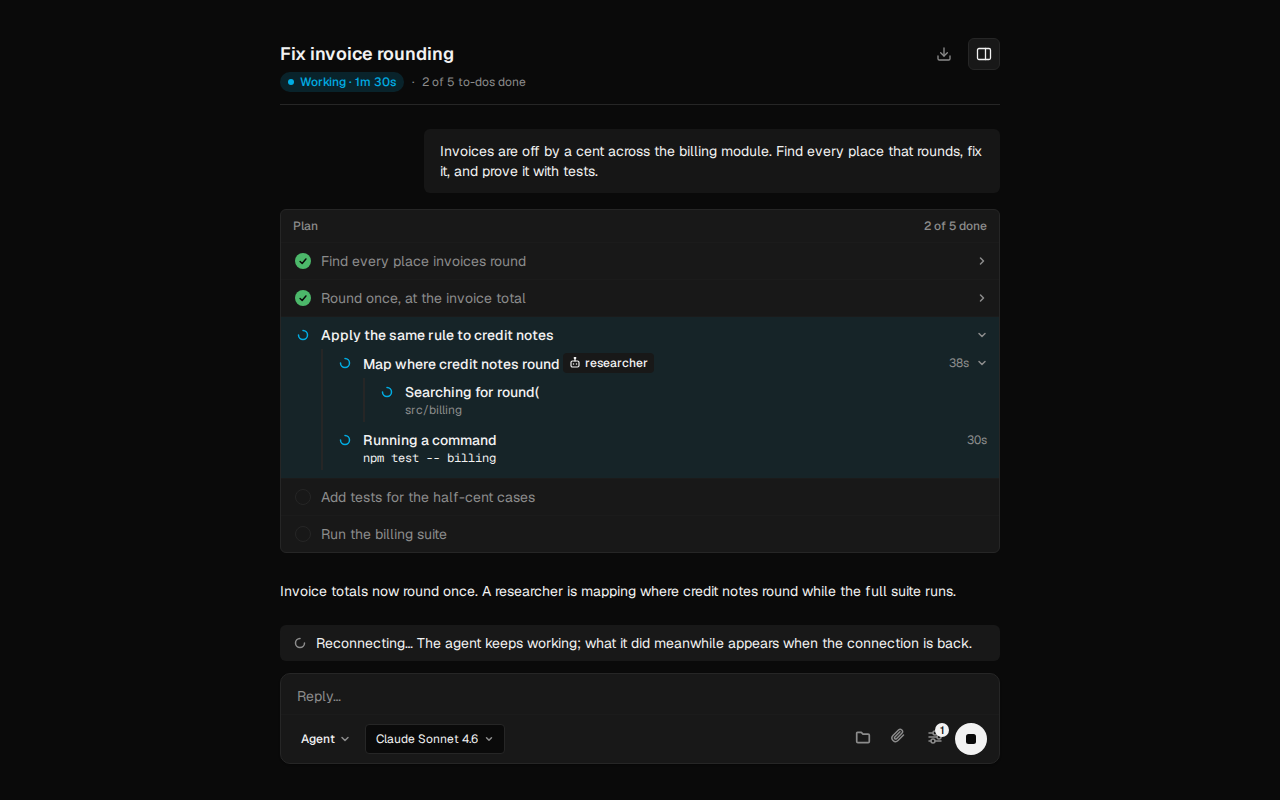 Fix invoice rounding
Working · 1m 30s · 2 of 5 to-dos done
Invoices are off by a cent across the billing module. Find every place that rounds, fix
it, and prove it with tests.
Plan 2 of 5 done
Find every place invoices round
Round once, at the invoice total
Apply the same rule to credit notes
Map where credit notes round researcher 38s
Searching for round(
src/billing
Running a command 30s
npm test -- billing
Add tests for the half-cent cases
Run the billing suite
Invoice totals now round once. A researcher is mapping where credit notes round while the full suite runs.
Reconnecting… The agent keeps working; what it did meanwhile appears when the connection is back.
Reply…
Agent Claude Sonnet 4.6 1